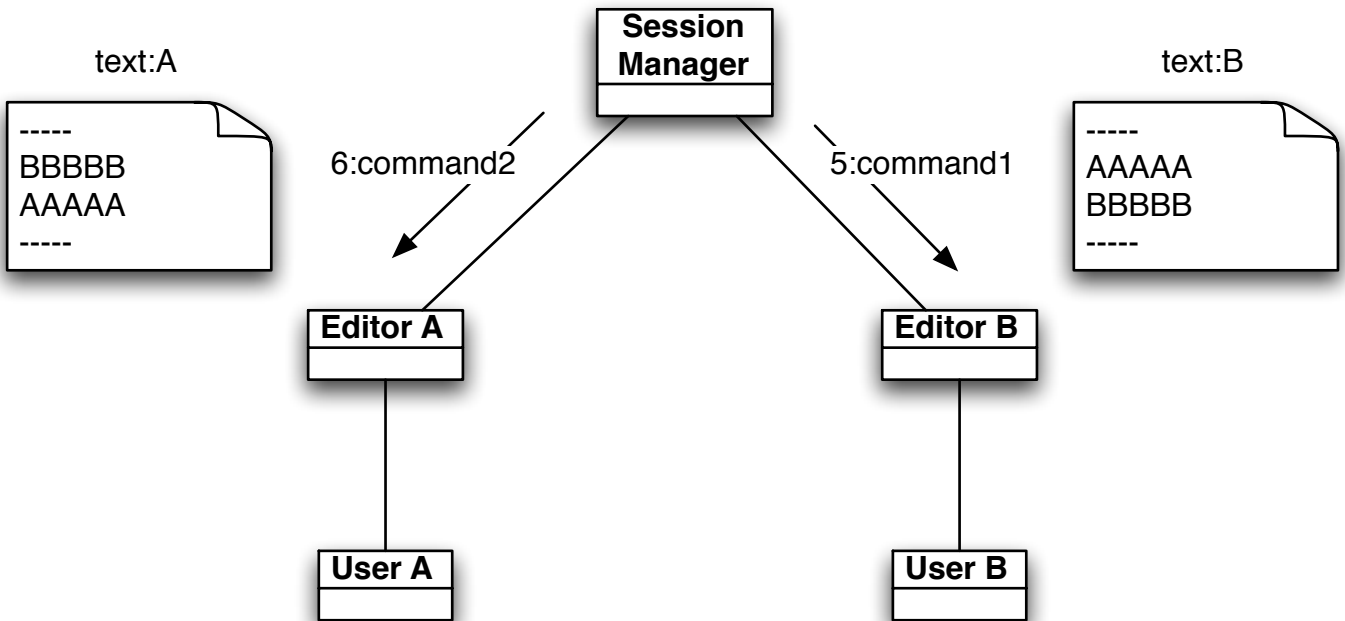 Session
Manager
text:A
text:B
-----
BBBBB
AAAAA
-----
6:command2
5:command1
-----
AAAAA
BBBBB
-----
Editor A
Editor B
User A
User B